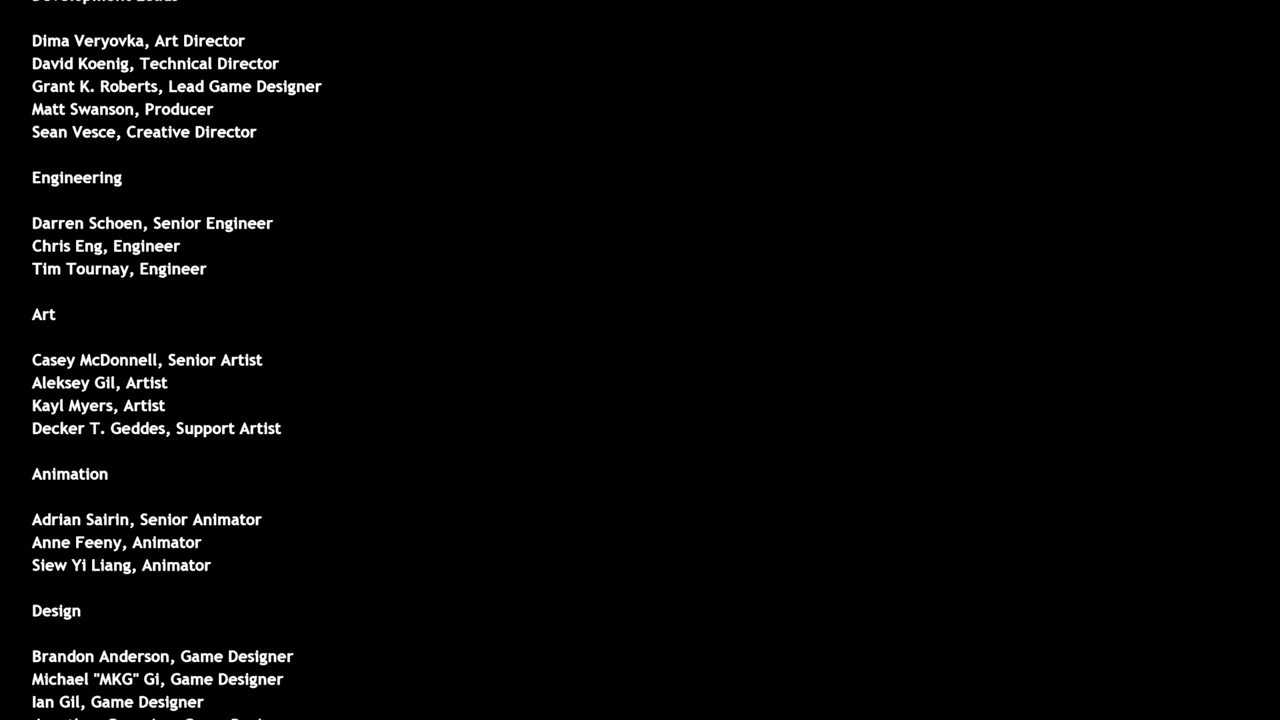 Dima Veryovka, Art Director
David Koenig, Technical Director
Grant K. Roberts, Lead Game Designer
Matt Swanson, Producer
Sean Vesce, Creative Director
Engineering
Darren Schoen, Senior Engineer
Chris Eng, Engineer
Tim Tournay, Engineer
Art
Casey McDonnell, Senior Artist
Aleksey Gil, Artist
Kayl Myers, Artist
Decker T. Geddes, Support Artist
Animation
Adrian Sairin, Senior Animator
Anne Feeny, Animator
Siew Yi Liang, Animator
Design
Brandon Anderson, Game Designer
Michael "MKG" Gi, Game Designer
Ian Gil, Game Designer